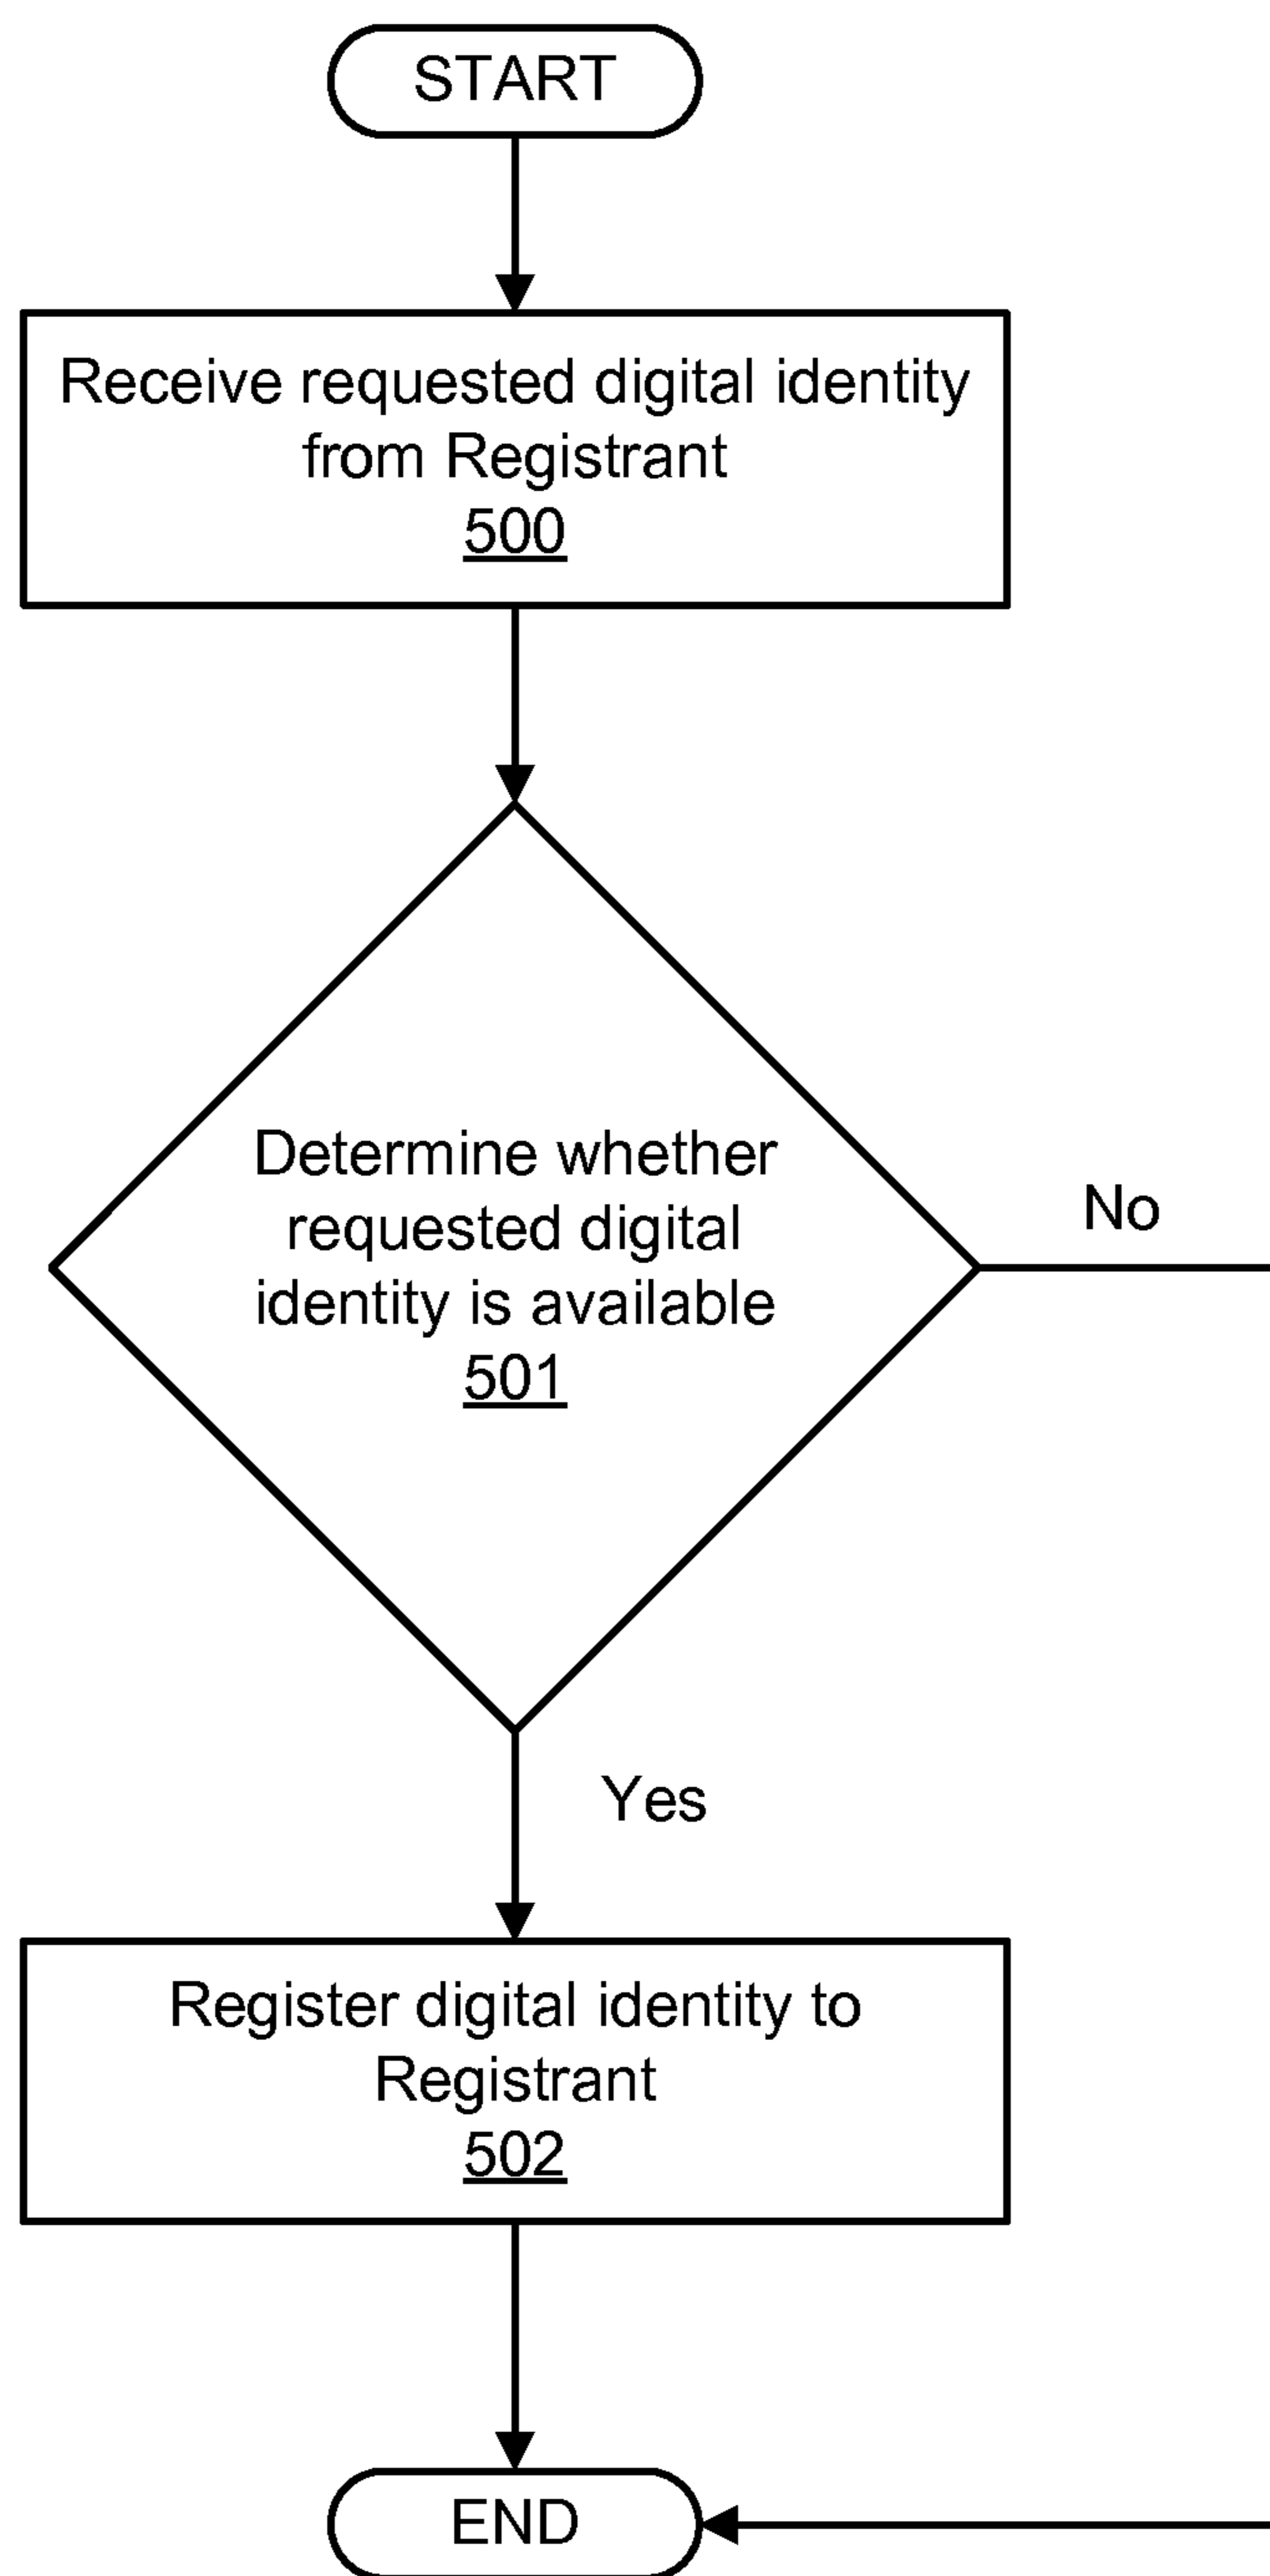 START
Receive requested digital identity
from Registrant
500
Determine whether
requested digital
identity is available
501
No
Yes
Register digital identity to
Registrant
502
END